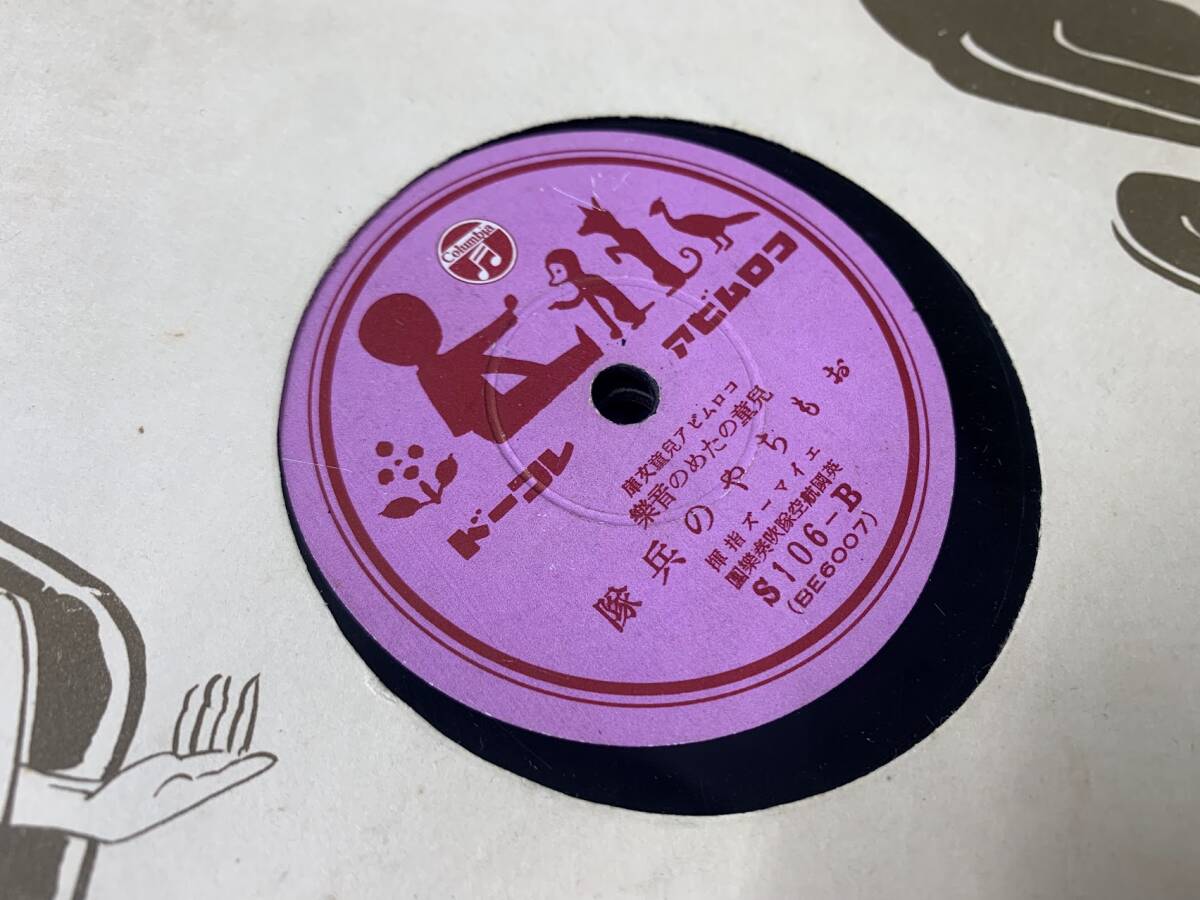 Columbia
コロムビア
レコード
コロムビア兒童文庫
兒童のための音樂
おもちやの兵隊
エイマーズ指揮
英國航空隊吹奏樂團
S106-B
(BE6007)